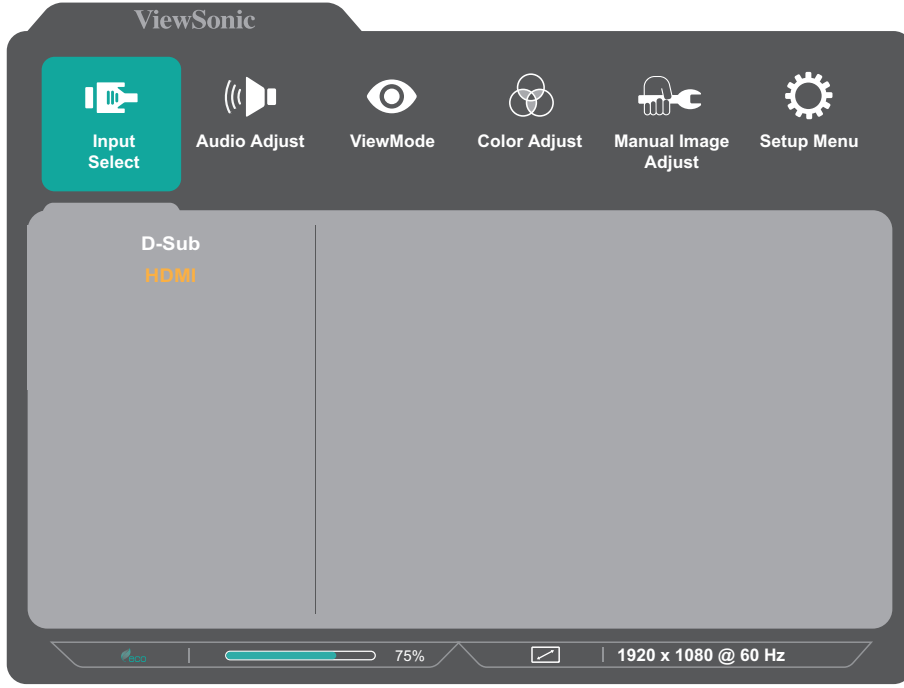 ViewSonic
Input
Select
Audio Adjust
ViewMode
Color Adjust
Manual Image
Adjust
Setup Menu
D-Sub
HDMI
eco
75%
1920 x 1080 @ 60 Hz